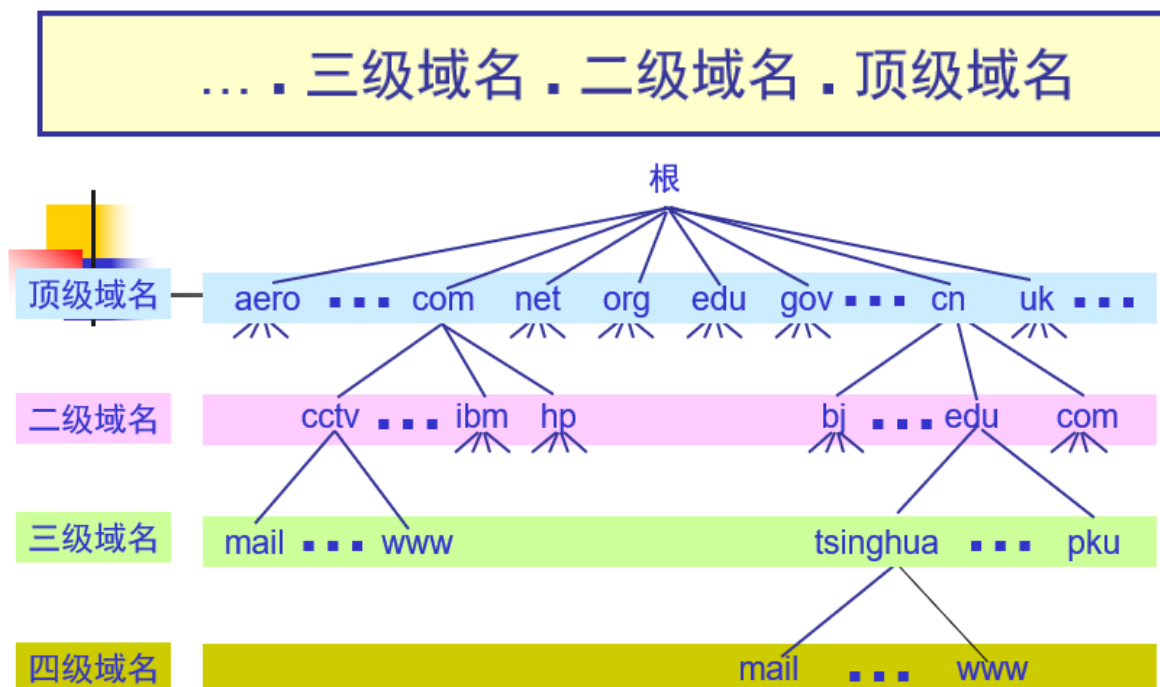 ... . 三级域名 . 二级域名 . 顶级域名
根
顶级域名 aero ... com net org edu gov ... cn uk ...
二级域名 cctv ... ibm hp bj ... edu com
三级域名 mail ... www tsinghua ... pku
四级域名 mail ... www